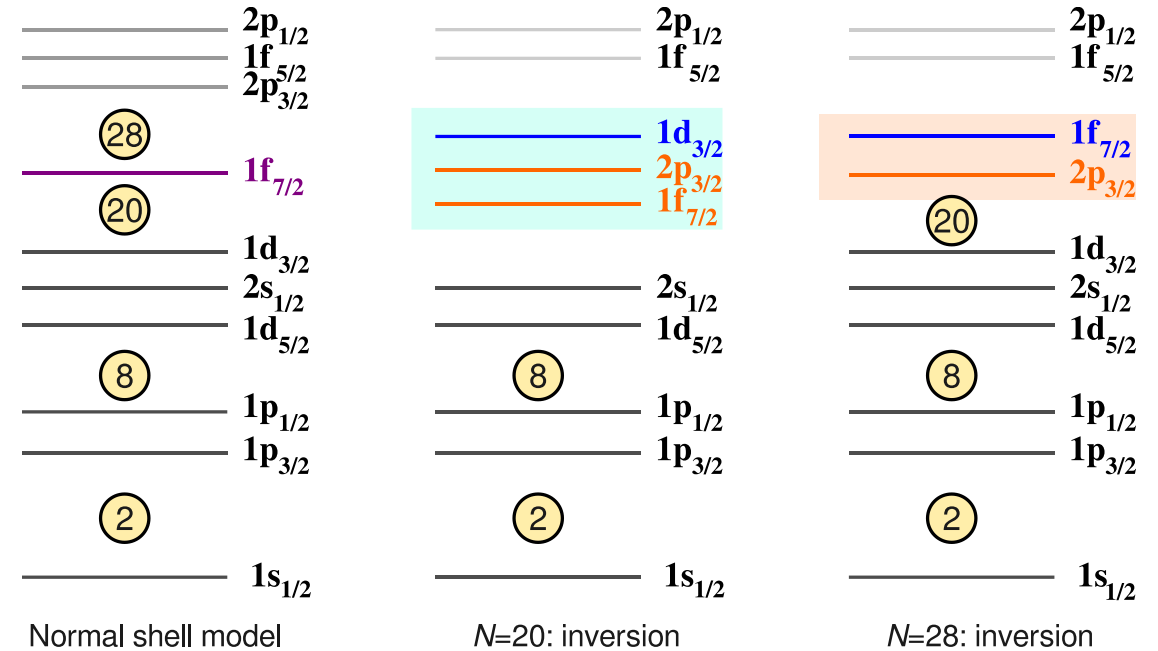 2p1/2
1f5/2
2p3/2
28
1f7/2
20
1d3/2
2s1/2
1d5/2
8
1p1/2
1p3/2
2
1s1/2
Normal shell model
2p1/2
1f5/2
1d3/2
2p3/2
1f7/2
2s1/2
1d5/2
8
1p1/2
1p3/2
2
1s1/2
N=20: inversion
2p1/2
1f5/2
1f7/2
2p3/2
20
1d3/2
2s1/2
1d5/2
8
1p1/2
1p3/2
2
1s1/2
N=28: inversion